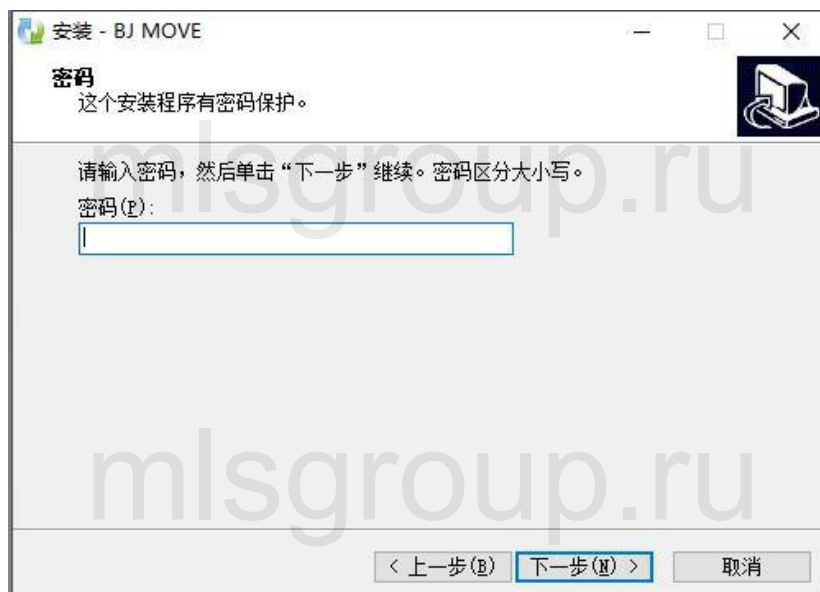 安装 - BJ MOVE
密码
这个安装程序有密码保护。
请输入密码，然后单击“下一步”继续。密码区分大小写。
密码(P):
mlsgroup.ru
mlsgroup.ru
< 上一步(B) 下一步(N) > 取消